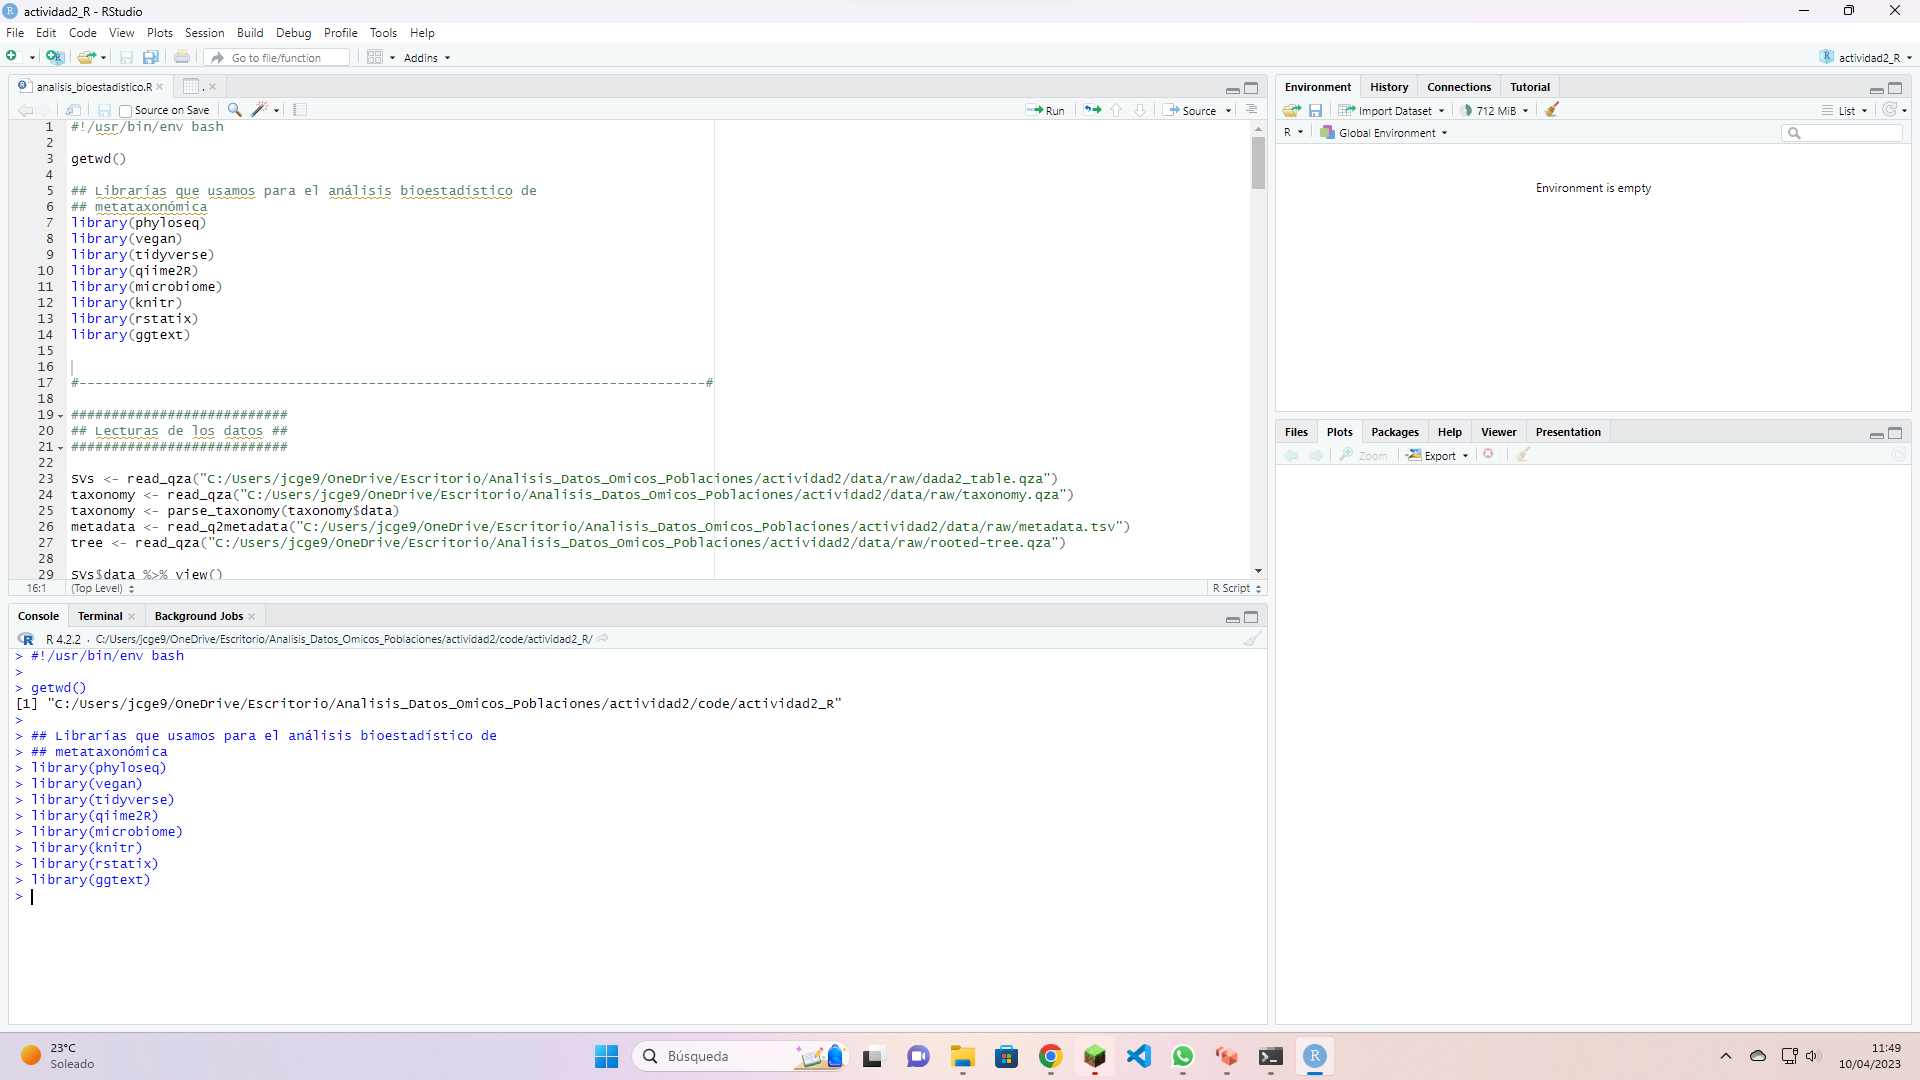 actividad2_R - RStudio
File Edit Code View Plots Session Build Debug Profile Tools Help
Go to file/function Addins actividad2_R
analisis_bioestadistico.R .
Source on Save Run Source
1 #!/usr/bin/env bash
2
3 getwd()
4
5 ## Librarías que usamos para el análisis bioestadístico de
6 ## metataxonómica
7 library(phyloseq)
8 library(vegan)
9 library(tidyverse)
10 library(qiime2R)
11 library(microbiome)
12 library(knitr)
13 library(rstatix)
14 library(ggtext)
15
16
17 #------------------------------------------------------------------------------#
18
19 ###########################
20 ## Lecturas de los datos ##
21 ###########################
22
23 SVs <- read_qza("C:/Users/jcge9/OneDrive/Escritorio/Analisis_Datos_Omicos_Poblaciones/actividad2/data/raw/dada2_table.qza")
24 taxonomy <- read_qza("C:/Users/jcge9/OneDrive/Escritorio/Analisis_Datos_Omicos_Poblaciones/actividad2/data/raw/taxonomy.qza")
25 taxonomy <- parse_taxonomy(taxonomy$data)
26 metadata <- read_q2metadata("C:/Users/jcge9/OneDrive/Escritorio/Analisis_Datos_Omicos_Poblaciones/actividad2/data/raw/metadata.tsv")
27 tree <- read_qza("C:/Users/jcge9/OneDrive/Escritorio/Analisis_Datos_Omicos_Poblaciones/actividad2/data/raw/rooted-tree.qza")
28
29 SVs$data %>% view()
16:1 (Top Level) R Script
Console Terminal Background Jobs
R 4.2.2 · C:/Users/jcge9/OneDrive/Escritorio/Analisis_Datos_Omicos_Poblaciones/actividad2/code/actividad2_R/
> #!/usr/bin/env bash
>
> getwd()
[1] "C:/Users/jcge9/OneDrive/Escritorio/Analisis_Datos_Omicos_Poblaciones/actividad2/code/actividad2_R"
>
> ## Librarías que usamos para el análisis bioestadístico de
> ## metataxonómica
> library(phyloseq)
> library(vegan)
> library(tidyverse)
> library(qiime2R)
> library(microbiome)
> library(knitr)
> library(rstatix)
> library(ggtext)
>
Environment History Connections Tutorial
Import Dataset 712 MiB List
R Global Environment
Environment is empty
Files Plots Packages Help Viewer Presentation
Zoom Export
23°C
Soleado
Búsqueda
11:49
10/04/2023